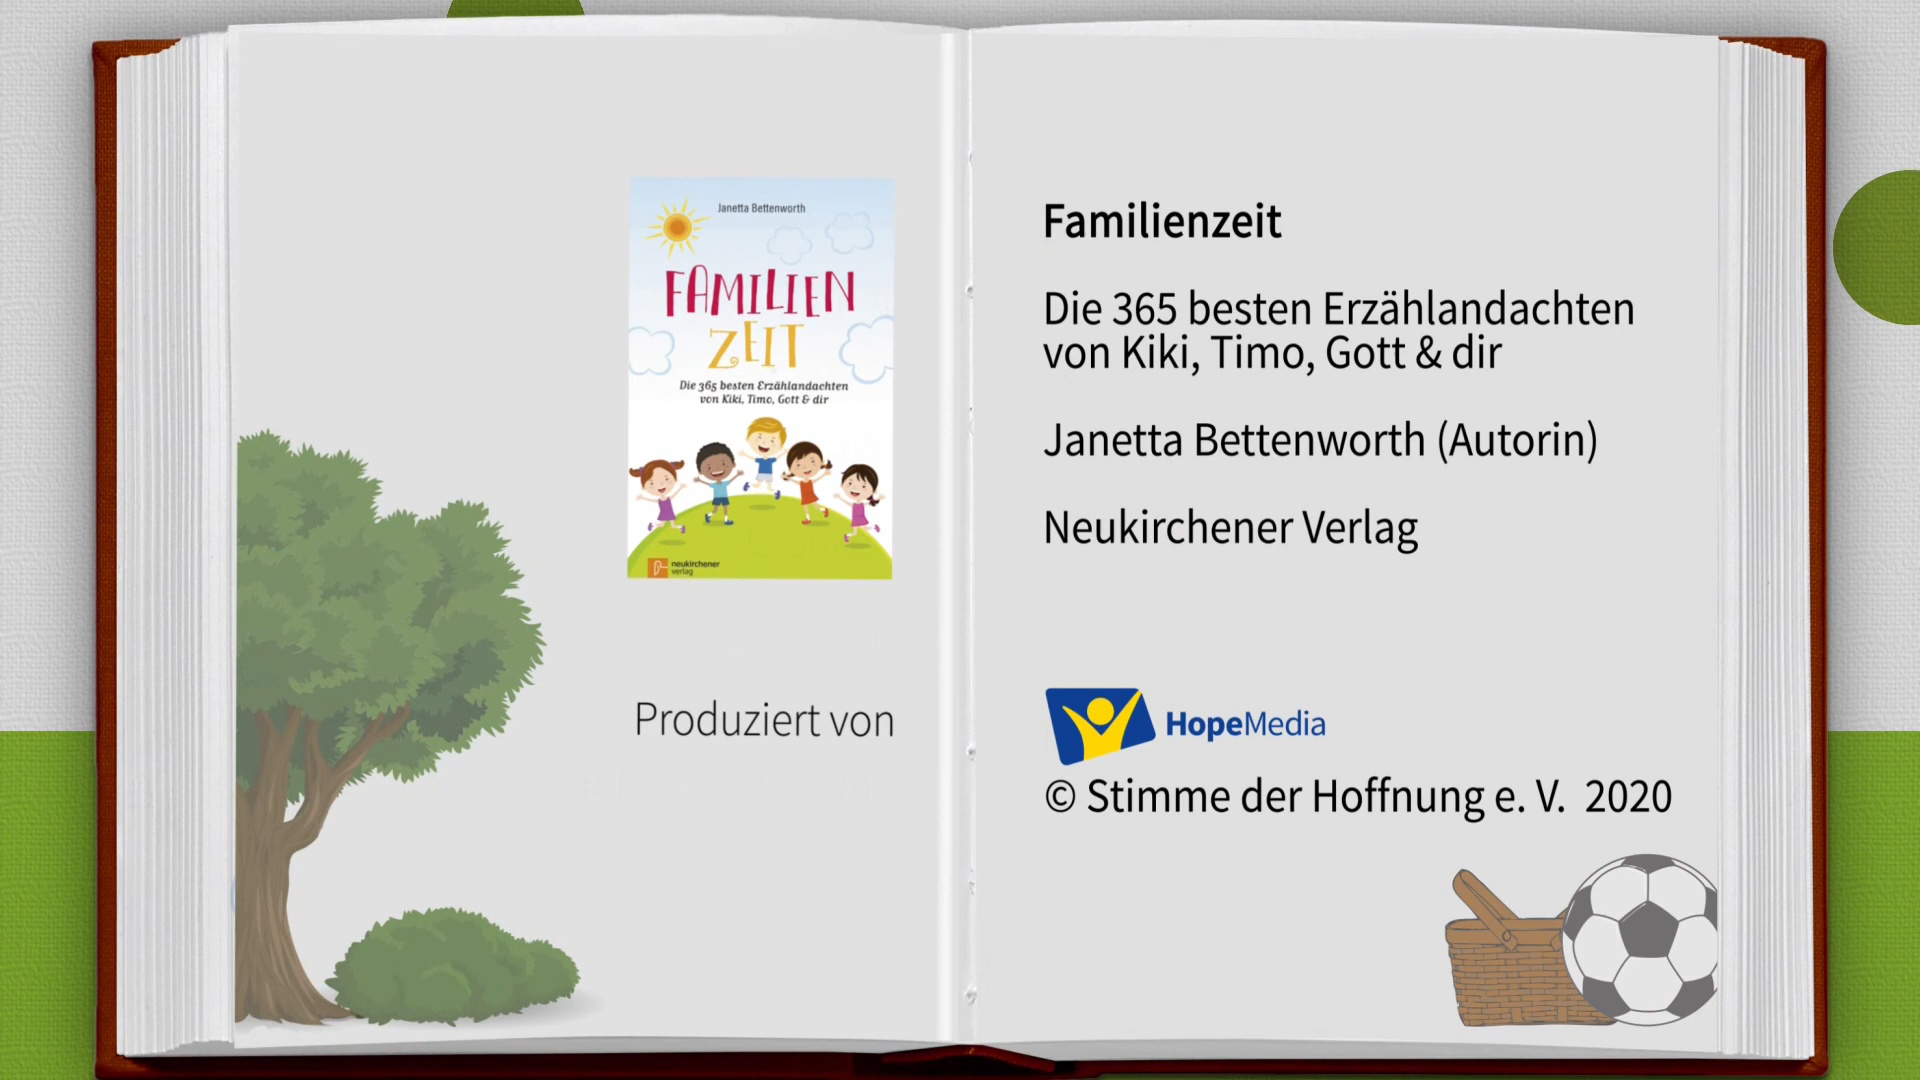 Janetta Bettenworth
FAMILIEN
ZEIT
Die 365 besten Erzählandachten
von Kiki, Timo, Gott & dir
neukirchener
verlag
Produziert von
Familienzeit
Die 365 besten Erzählandachten
von Kiki, Timo, Gott & dir
Janetta Bettenworth (Autorin)
Neukirchener Verlag
HopeMedia
© Stimme der Hoffnung e. V. 2020